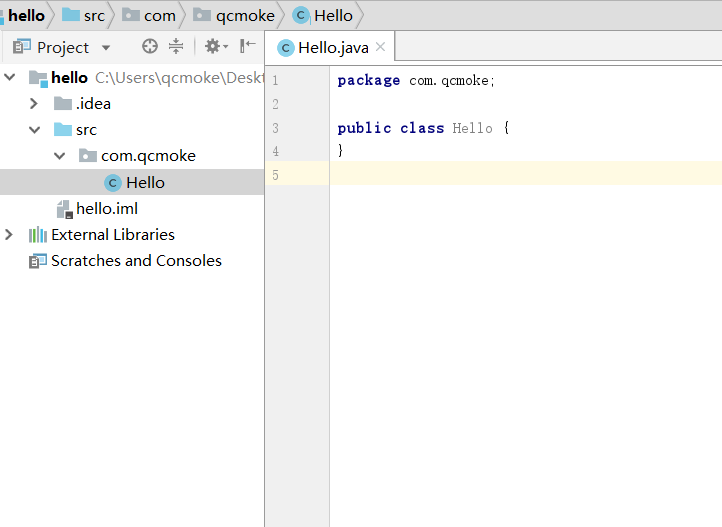 hello src com qcmoke Hello
Project
Hello.java
hello C:\Users\qcmoke\Deskt
.idea
src
com.qcmoke
Hello
hello.iml
External Libraries
Scratches and Consoles
1 package com.qcmoke;
2
3 public class Hello {
4 }
5